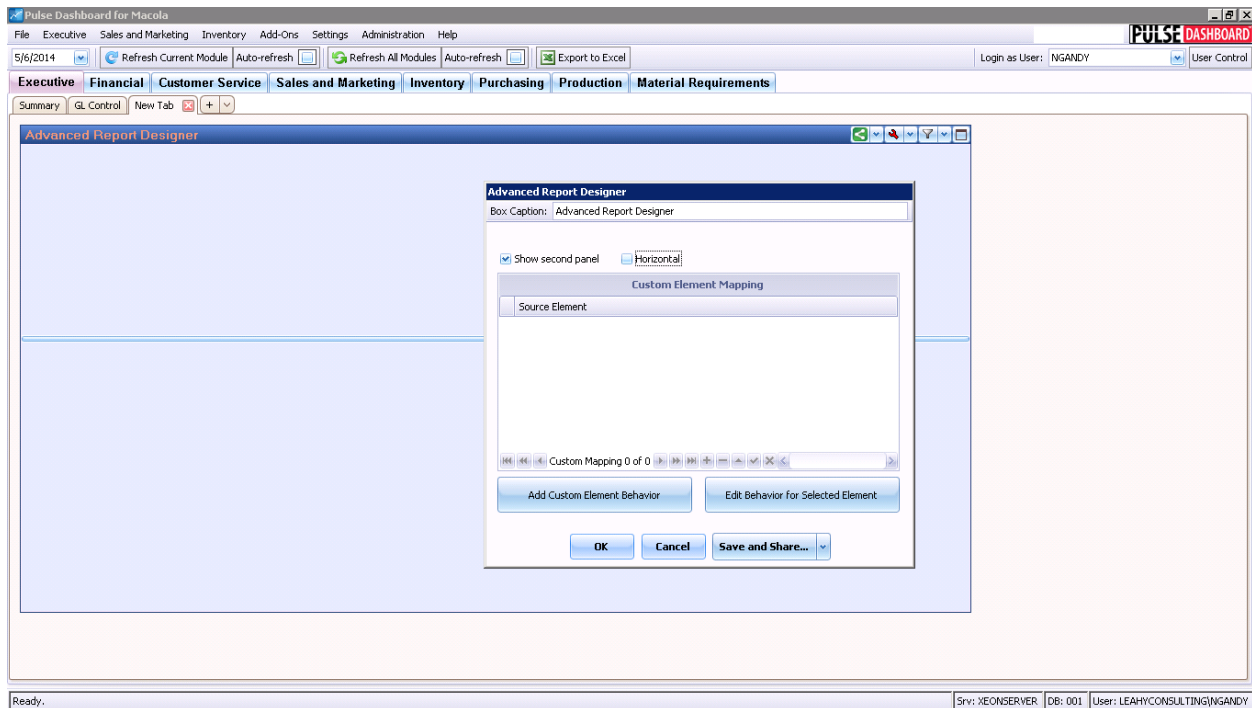 Pulse Dashboard for Macola
File Executive Sales and Marketing Inventory Add-Ons Settings Administration Help
PULSE DASHBOARD
5/6/2014 Refresh Current Module Auto-refresh Refresh All Modules Auto-refresh Export to Excel Login as User: NGANDY User Control
Executive Financial Customer Service Sales and Marketing Inventory Purchasing Production Material Requirements
Summary GL Control New Tab +
Advanced Report Designer
Advanced Report Designer
Box Caption: Advanced Report Designer
Show second panel Horizontal
Custom Element Mapping
Source Element
Custom Mapping 0 of 0
Add Custom Element Behavior Edit Behavior for Selected Element
OK Cancel Save and Share...
Ready. Srv: XEONSERVER DB: 001 User: LEAHYCONSULTING\NGANDY